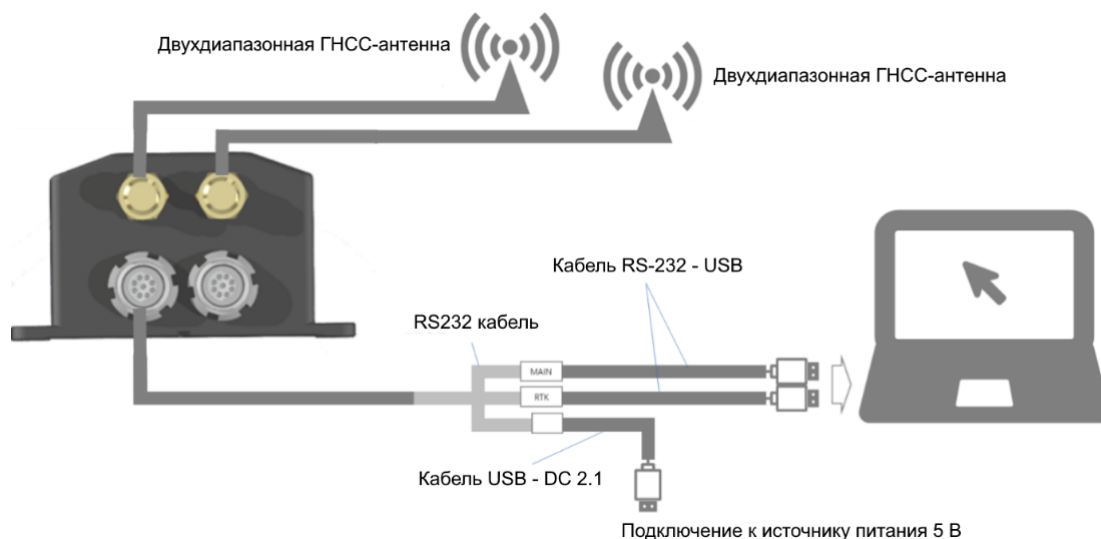 Двухдиапазонная ГНСС-антенна
Двухдиапазонная ГНСС-антенна
Кабель RS-232 - USB
RS232 кабель
MAIN
RTK
Кабель USB - DC 2.1
Подключение к источнику питания 5 В